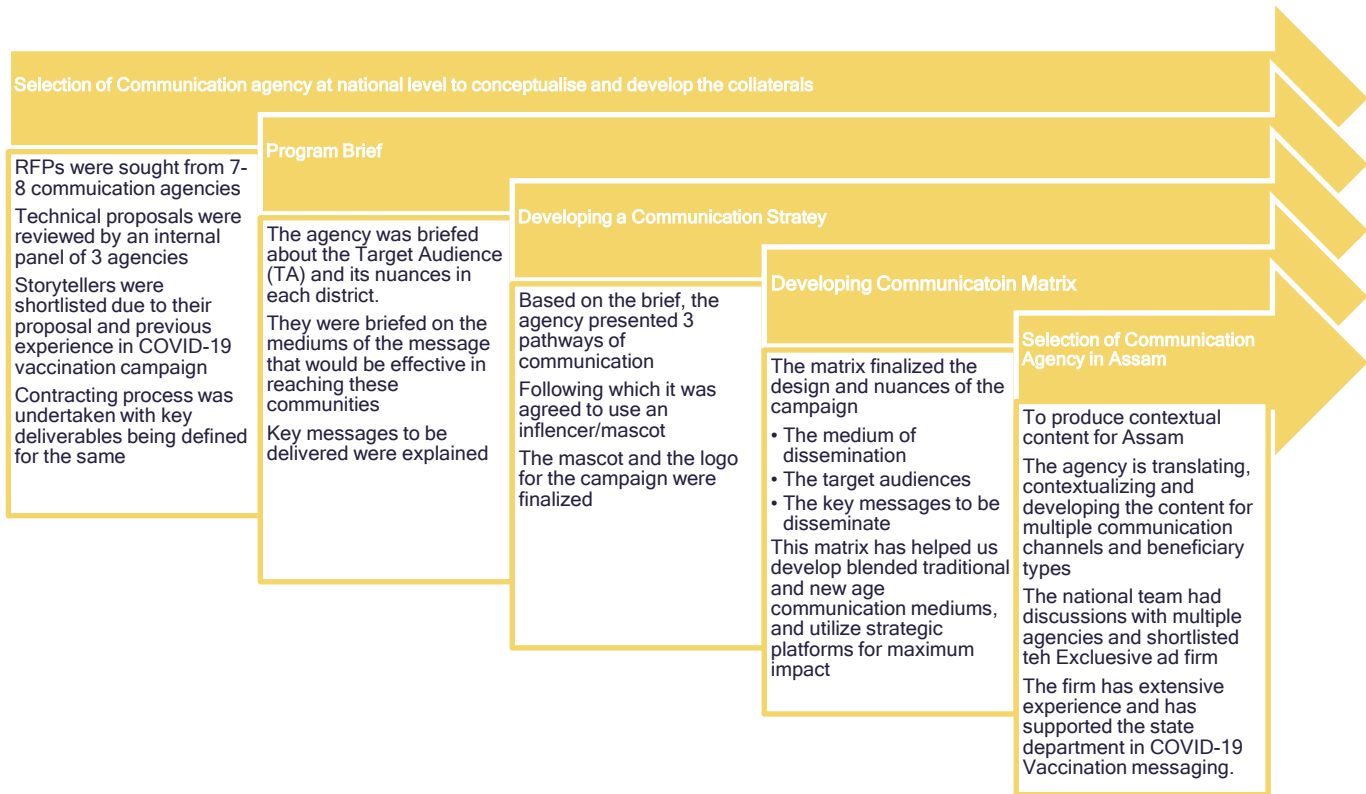 Selection of Communication agency at national level to conceptualise and develop the collaterals
RFPs were sought from 7-
8 commuication agencies
Technical proposals were
reviewed by an internal
panel of 3 agencies
Storytellers were
shortlisted due to their
proposal and previous
experience in COVID-19
vaccination campaign
Contracting process was
undertaken with key
deliverables being defined
for the same
Program Brief
The agency was briefed
about the Target Audience
(TA) and its nuances in
each district.
They were briefed on the
mediums of the message
that would be effective in
reaching these
communities
Key messages to be
delivered were explained
Developing a Communication Stratey
Based on the brief, the
agency presented 3
pathways of
communication
Following which it was
agreed to use an
inflencer/mascot
The mascot and the logo
for the campaign were
finalized
Developing Communicatoin Matrix
The matrix finalized the
design and nuances of the
campaign
• The medium of
dissemination
• The target audiences
• The key messages to be
disseminate
This matrix has helped us
develop blended traditional
and new age
communication mediums,
and utilize strategic
platforms for maximum
impact
Selection of Communication
Agency in Assam
To produce contextual
content for Assam
The agency is translating,
contextualizing and
developing the content for
multiple communication
channels and beneficiary
types
The national team had
discussions with multiple
agencies and shortlisted
teh Excluesive ad firm
The firm has extensive
experience and has
supported the state
department in COVID-19
Vaccination messaging.